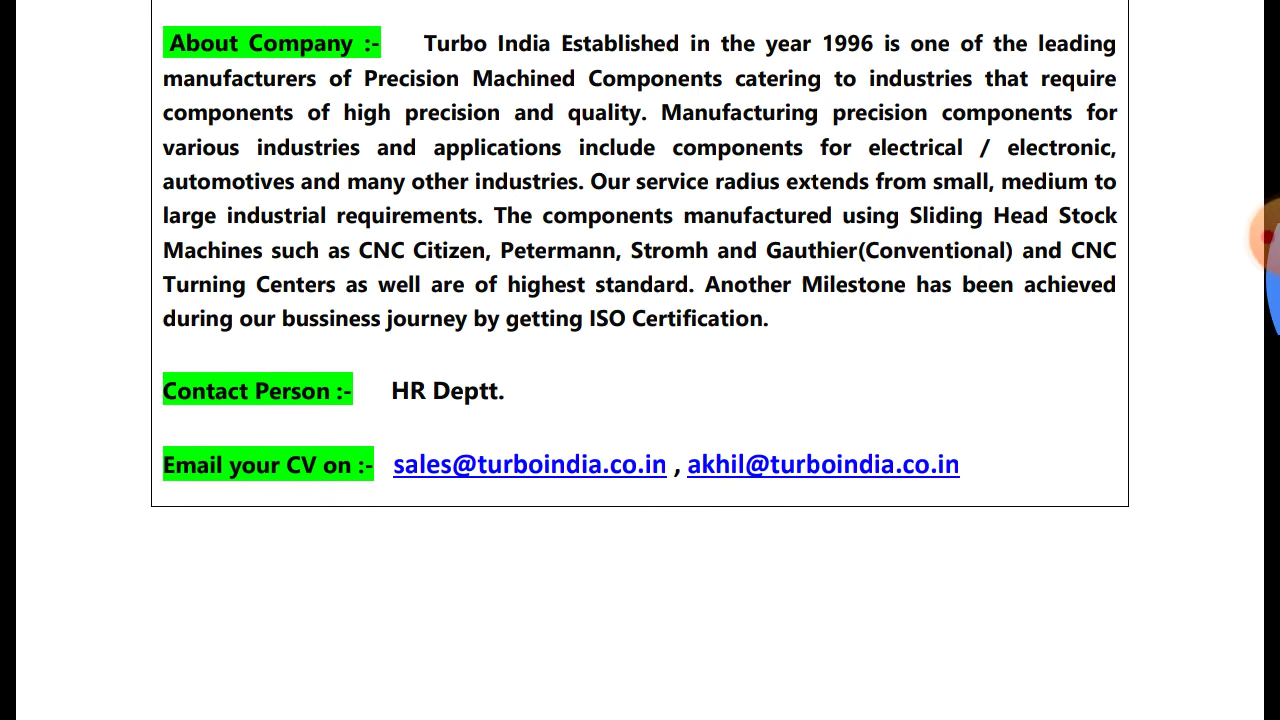 About Company :- Turbo India Established in the year 1996 is one of the leading
manufacturers of Precision Machined Components catering to industries that require
components of high precision and quality. Manufacturing precision components for
various industries and applications include components for electrical / electronic,
automotives and many other industries. Our service radius extends from small, medium to
large industrial requirements. The components manufactured using Sliding Head Stock
Machines such as CNC Citizen, Petermann, Stromh and Gauthier(Conventional) and CNC
Turning Centers as well are of highest standard. Another Milestone has been achieved
during our bussiness journey by getting ISO Certification.
Contact Person :- HR Deptt.
Email your CV on :- sales@turboindia.co.in , akhil@turboindia.co.in